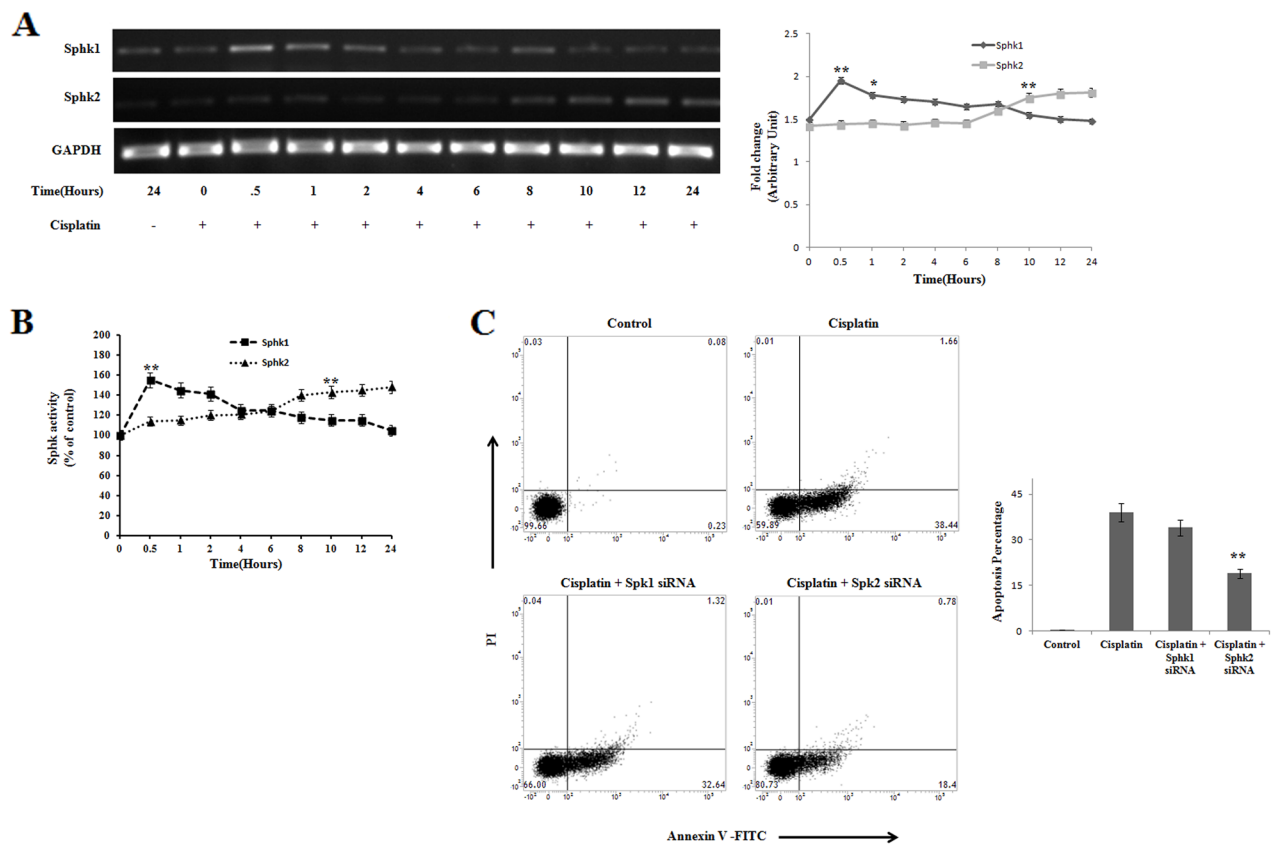 A
Sphk1
Sphk2
GAPDH
Time(Hours) 24 0 .5 1 2 4 6 8 10 12 24
Cisplatin - + + + + + + + + + +
2.5
2
1.5
1
0.5
0
Fold change
(Arbitrary Unit)
Sphk1
Sphk2
** * **
0 0.5 1 2 4 6 8 10 12 24
Time(Hours)
B
200
180
160
140
120
100
80
60
40
20
0
Sphk activity
(% of control)
Sphk1
Sphk2
** **
0 0.5 1 2 4 6 8 10 12 24
Time(Hours)
C
Control
0.03 0.08
99.66 0.23
Cisplatin
0.01 1.66
59.89 38.44
Cisplatin + Spk1 siRNA
0.04 1.32
66.00 32.64
Cisplatin + Spk2 siRNA
0.01 0.78
80.73 18.4
PI
Annexin V -FITC
45
30
15
0
Apoptosis Percentage
**
Control Cisplatin Cisplatin + Cisplatin +
Sphk1 Sphk2
siRNA siRNA